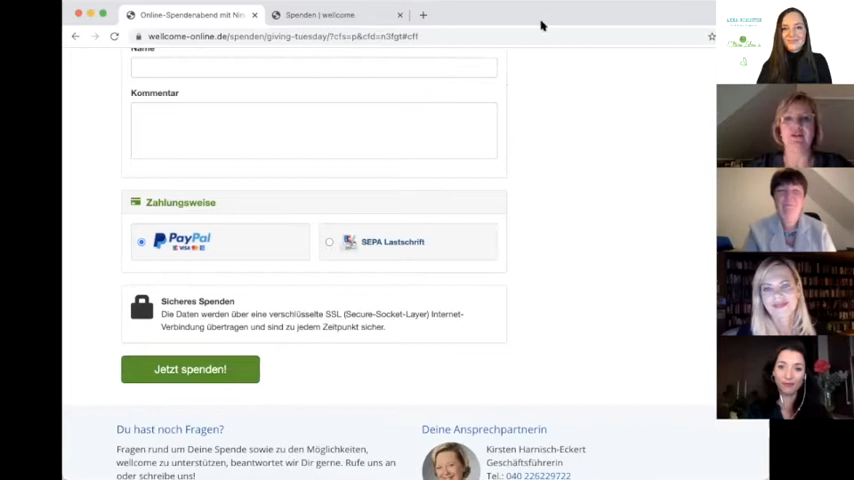 Online-Spendenabend mit Nin
Spenden | wellcome
wellcome-online.de/spenden/giving-tuesday/?cfs=p&cfd=n3fgt#cff
Name
Kommentar
Zahlungsweise
PayPal
VISA
SEPA Lastschrift
Sicheres Spenden
Die Daten werden über eine verschlüsselte SSL (Secure-Socket-Layer) Internet-
Verbindung übertragen und sind zu jedem Zeitpunkt sicher.
Jetzt spenden!
Du hast noch Fragen?
Fragen rund um Deine Spende sowie zu den Möglichkeiten,
wellcome zu unterstützen, beantwortet wir Dir gerne. Rufe uns an
oder schreibe uns!
Deine Ansprechpartnerin
Kirsten Harnisch-Eckert
Geschäftsführerin
Tel.: 040 226229722